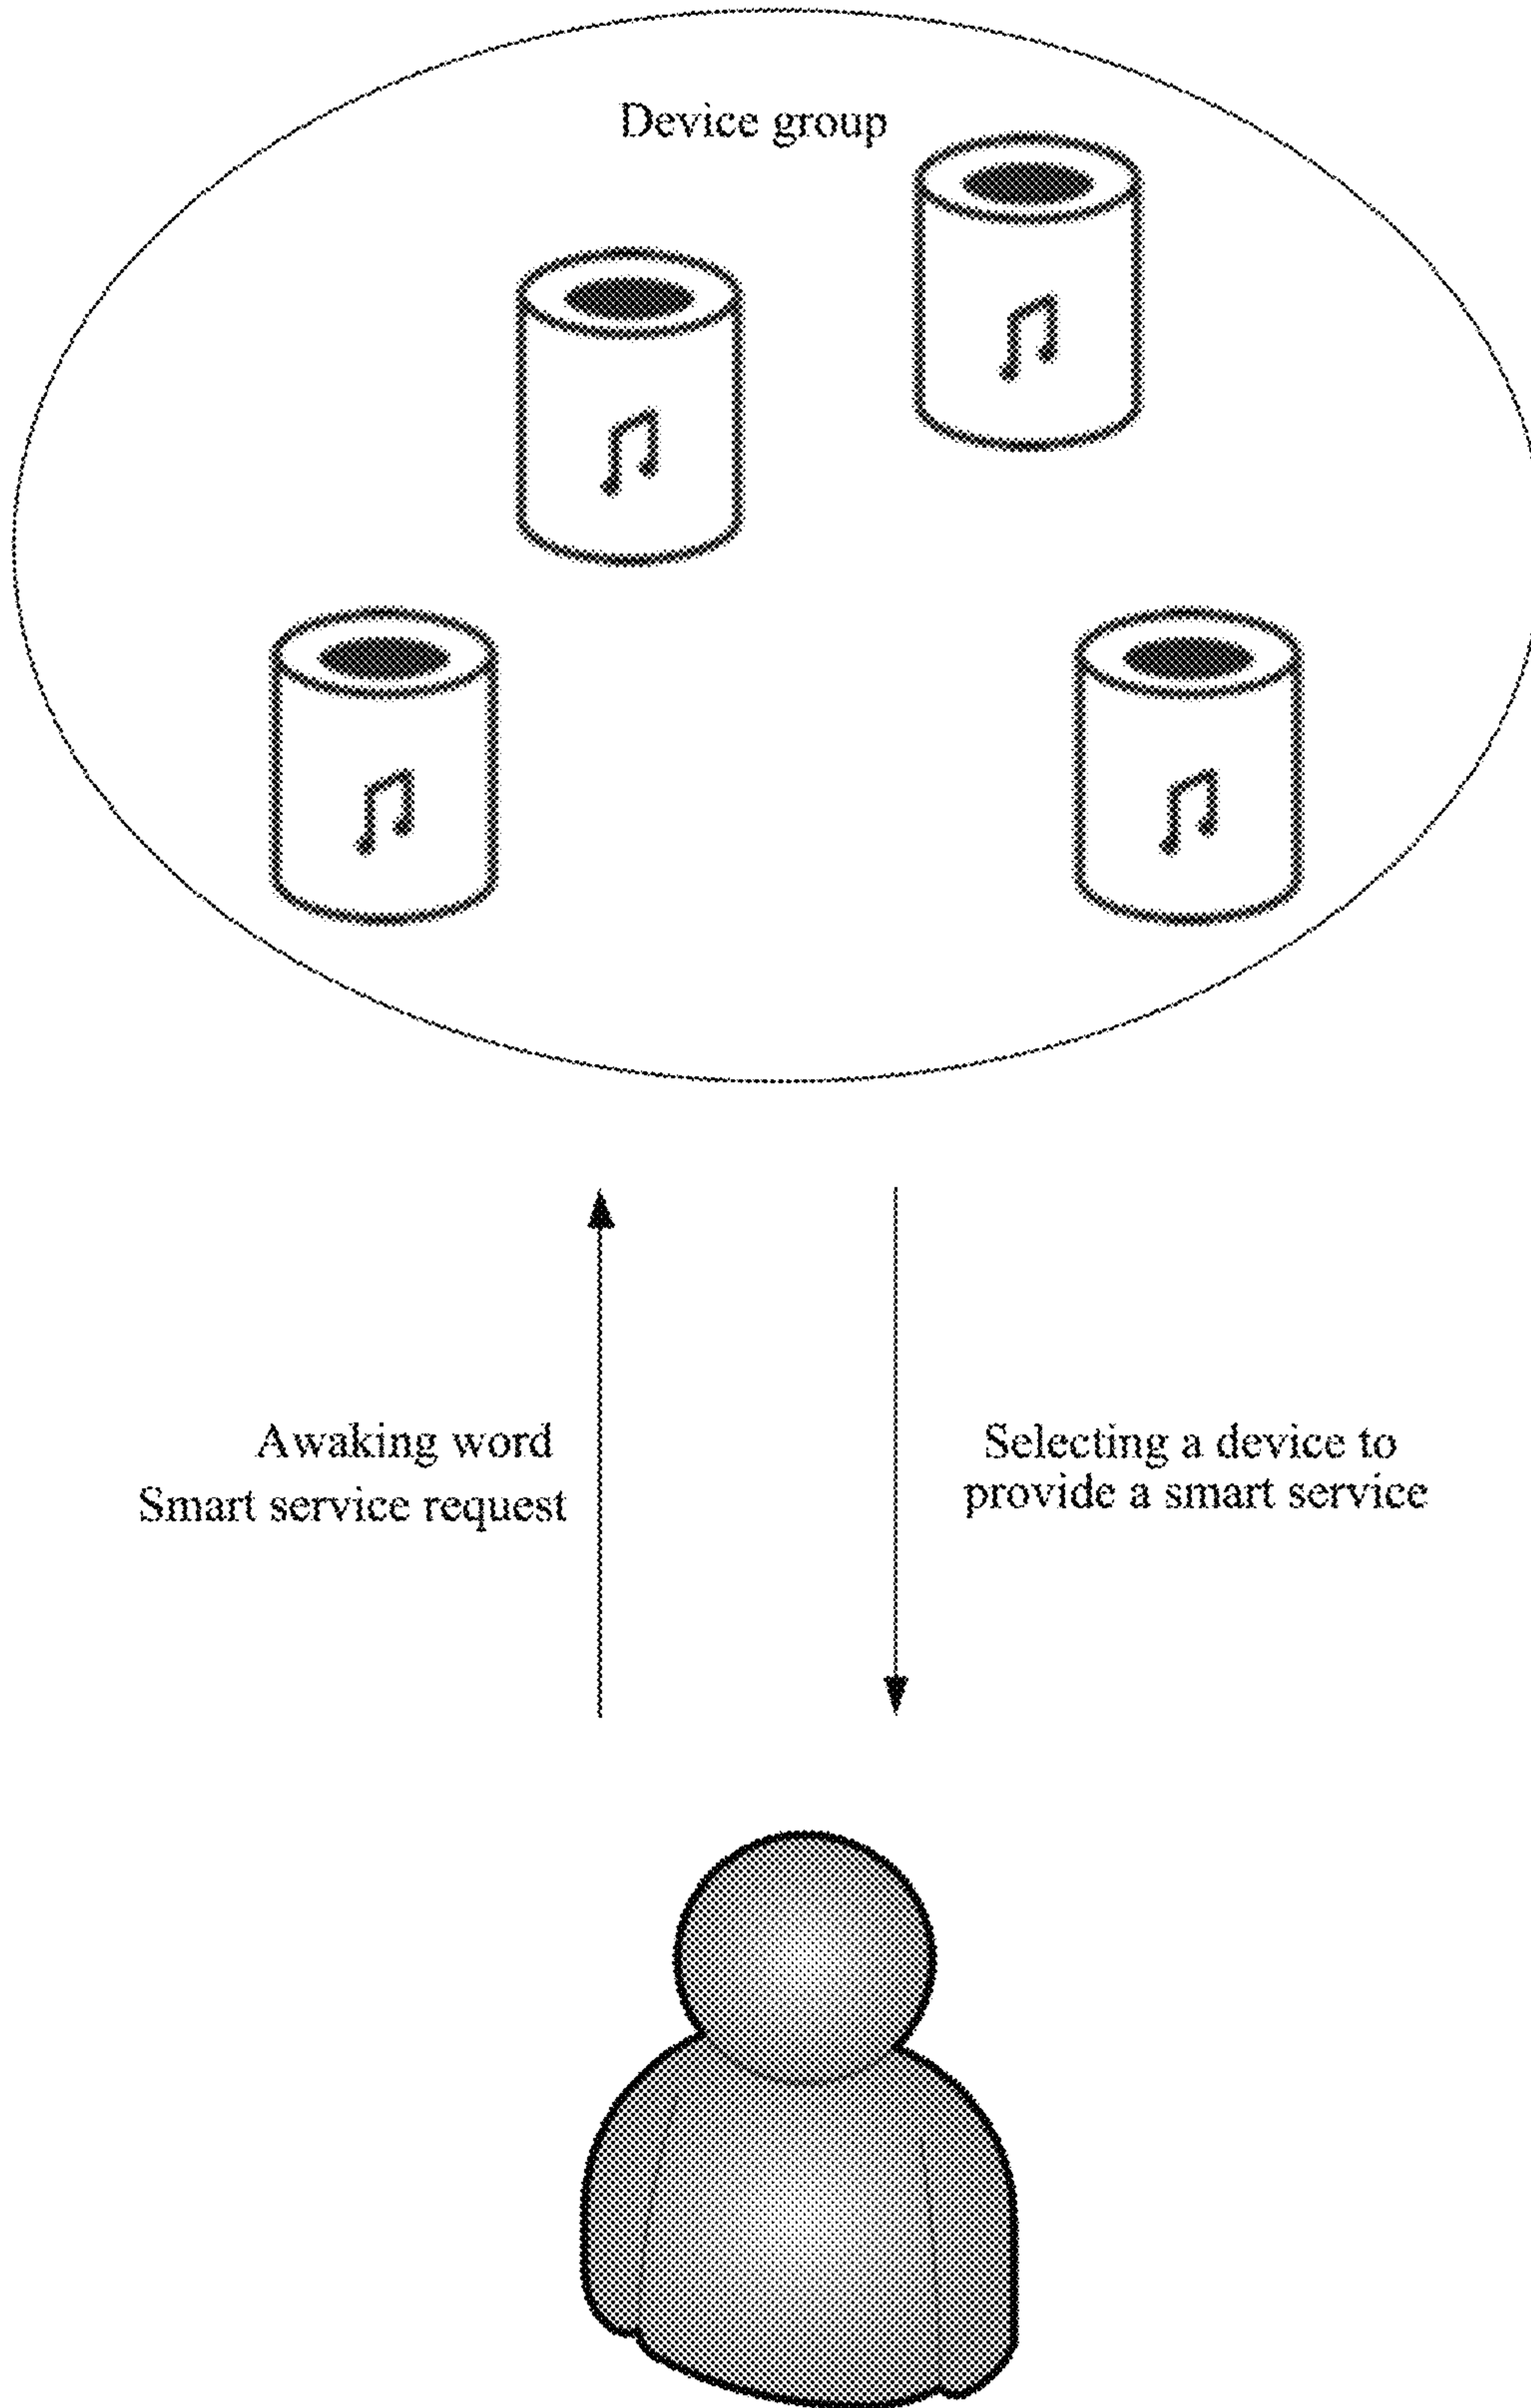 Device group
Awaking word
Smart service request
Selecting a device to
provide a smart service